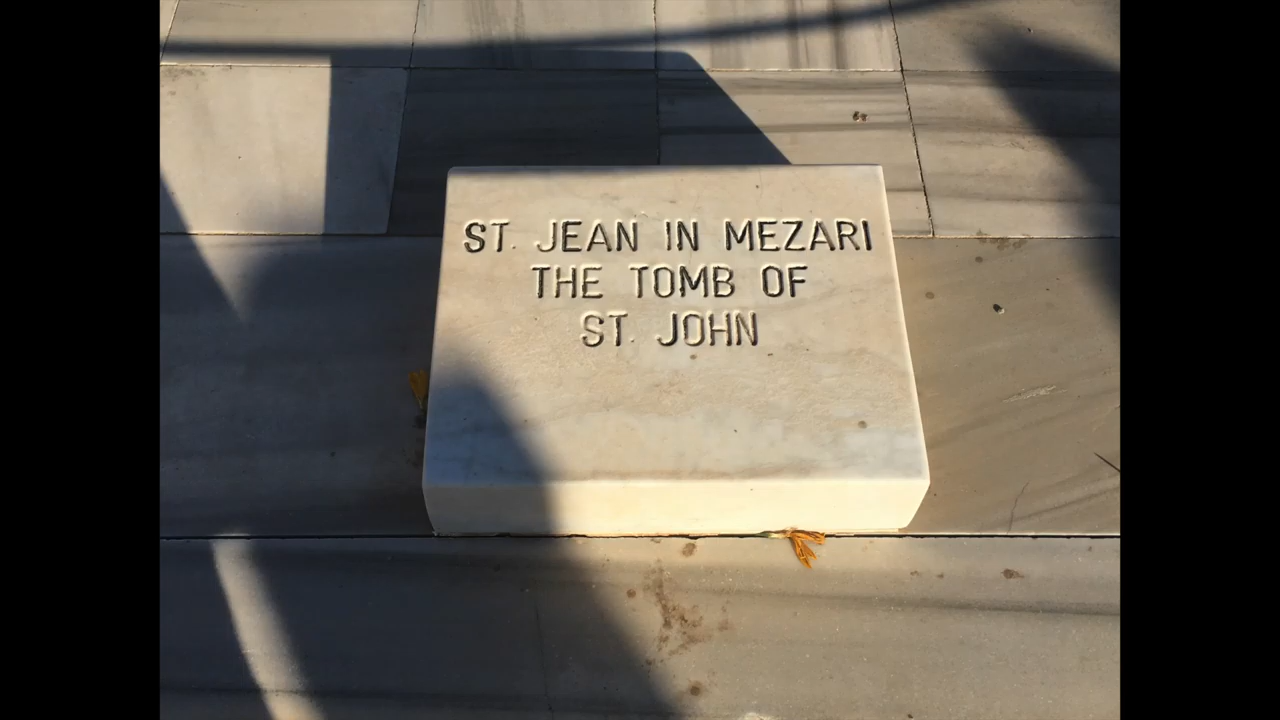 ST. JEAN IN MEZARI
THE TOMB OF
ST. JOHN